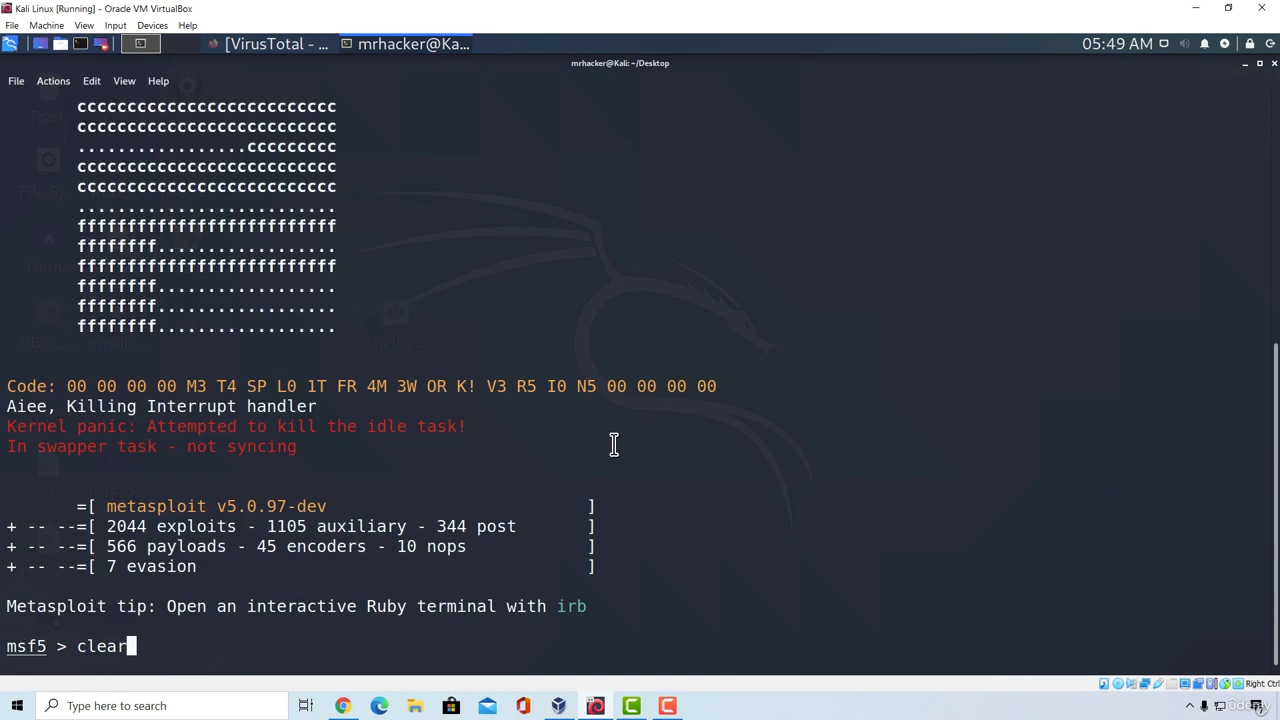 Kali Linux [Running] - Oracle VM VirtualBox
File Machine View Input Devices Help
[VirusTotal - ... mrhacker@Ka... 05:49 AM
mrhacker@Kali: ~/Desktop
File Actions Edit View Help
cccccccccccccccccccccccccc
cccccccccccccccccccccccccc
.................ccccccccc
cccccccccccccccccccccccccc
cccccccccccccccccccccccccc
..........................
ffffffffffffffffffffffffff
ffffffff..................
ffffffffffffffffffffffffff
ffffffff..................
ffffffff..................
ffffffff..................
Code: 00 00 00 00 M3 T4 SP L0 1T FR 4M 3W OR K! V3 R5 I0 N5 00 00 00 00
Aiee, Killing Interrupt handler
Kernel panic: Attempted to kill the idle task!
In swapper task - not syncing
=[ metasploit v5.0.97-dev ]
+ -- --=[ 2044 exploits - 1105 auxiliary - 344 post ]
+ -- --=[ 566 payloads - 45 encoders - 10 nops ]
+ -- --=[ 7 evasion ]
Metasploit tip: Open an interactive Ruby terminal with irb
msf5 > clear
Right Ctrl
Type here to search
Udemy